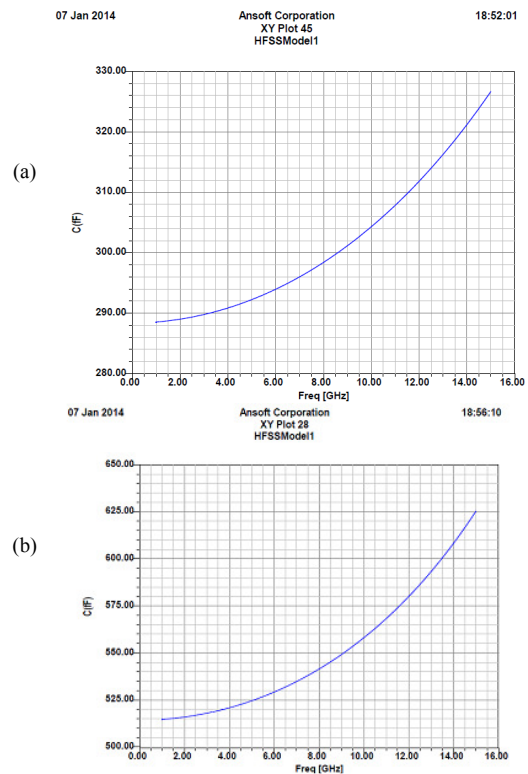 07 Jan 2014 Ansoft Corporation 18:52:01
XY Plot 45
HFSSModel1
(a)
330.00
320.00
310.00
300.00
290.00
280.00
C(fF)
0.00 2.00 4.00 6.00 8.00 10.00 12.00 14.00 16.00
Freq [GHz]
07 Jan 2014 Ansoft Corporation 18:56:10
XY Plot 28
HFSSModel1
(b)
650.00
625.00
600.00
575.00
550.00
525.00
500.00
C(fF)
0.00 2.00 4.00 6.00 8.00 10.00 12.00 14.00 16.00
Freq [GHz]